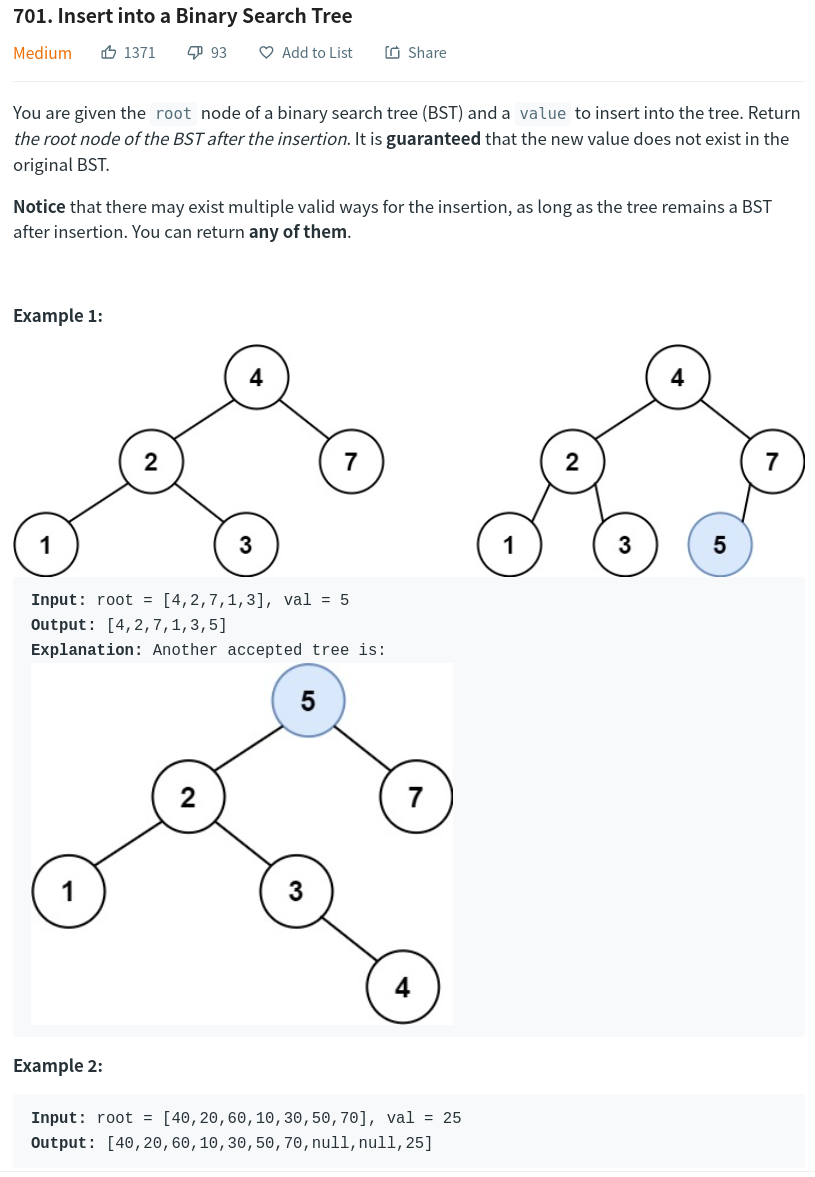 701. Insert into a Binary Search Tree
Medium 1371 93 Add to List Share
You are given the root node of a binary search tree (BST) and a value to insert into the tree. Return
the root node of the BST after the insertion. It is guaranteed that the new value does not exist in the
original BST.
Notice that there may exist multiple valid ways for the insertion, as long as the tree remains a BST
after insertion. You can return any of them.
Example 1:
4 4
2 7 2 7
1 3 1 3 5
Input: root = [4,2,7,1,3], val = 5
Output: [4,2,7,1,3,5]
Explanation: Another accepted tree is:
5
2 7
1 3
4
Example 2:
Input: root = [40,20,60,10,30,50,70], val = 25
Output: [40,20,60,10,30,50,70,null,null,25]